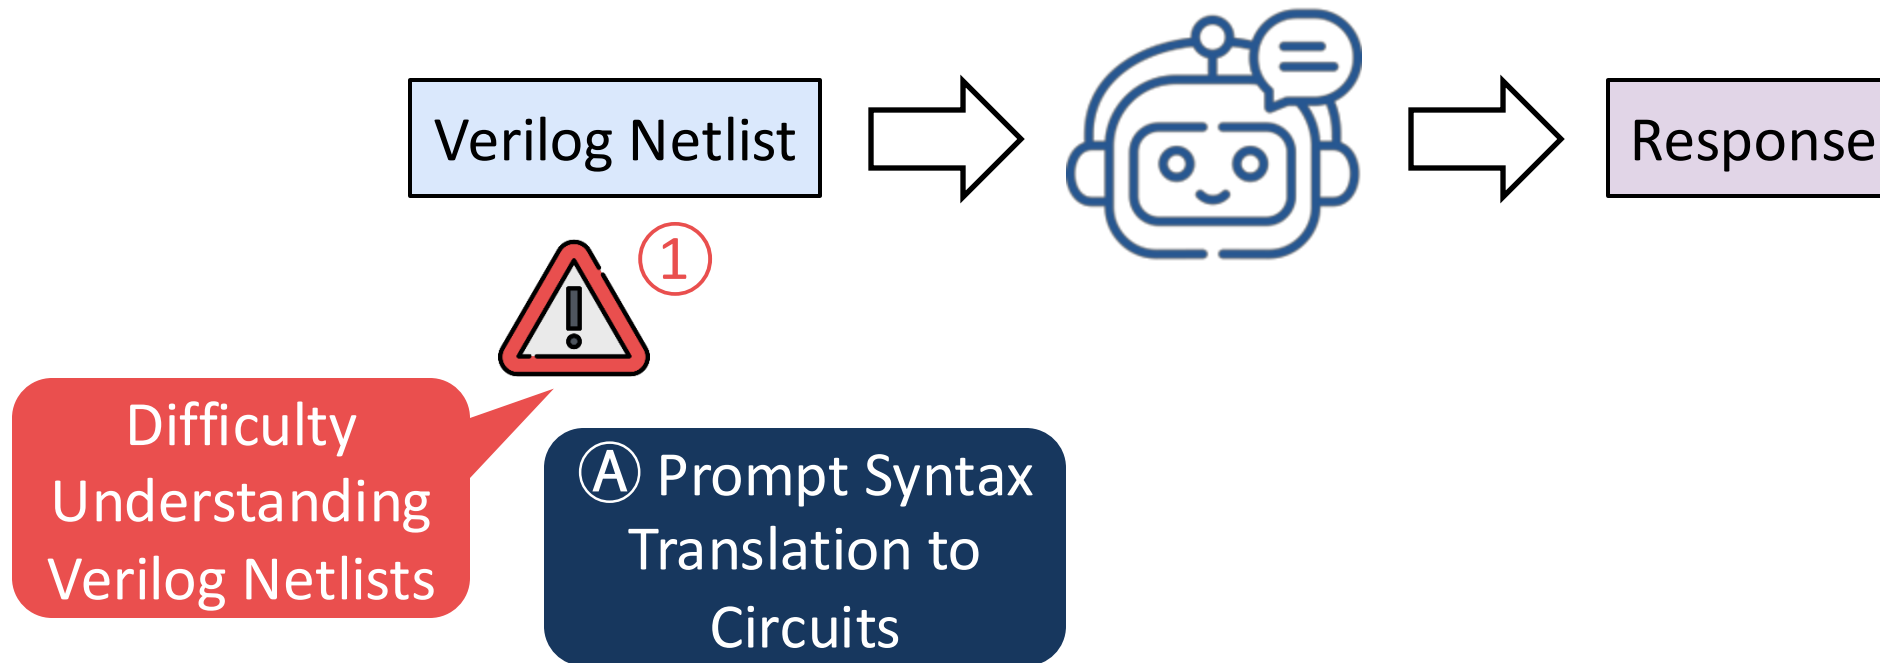 Verilog Netlist
Response
①
Difficulty
Understanding
Verilog Netlists
Ⓐ Prompt Syntax
Translation to
Circuits